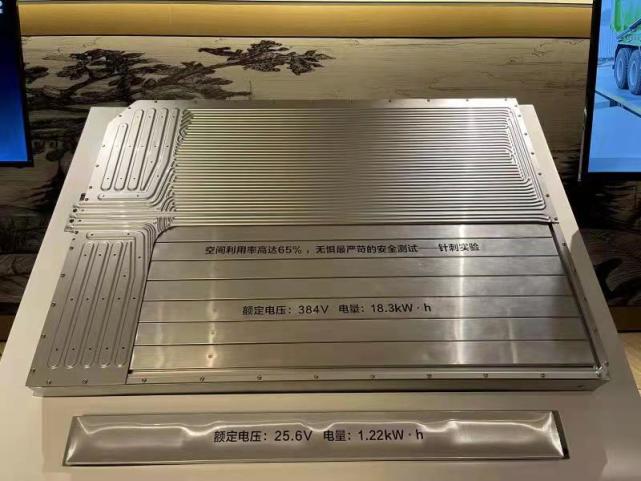 空间利用率高达65%，无惧最严苛的安全测试——针刺实验
额定电压：384V 电量：18.3kW·h
额定电压：25.6V 电量：1.22kW·h